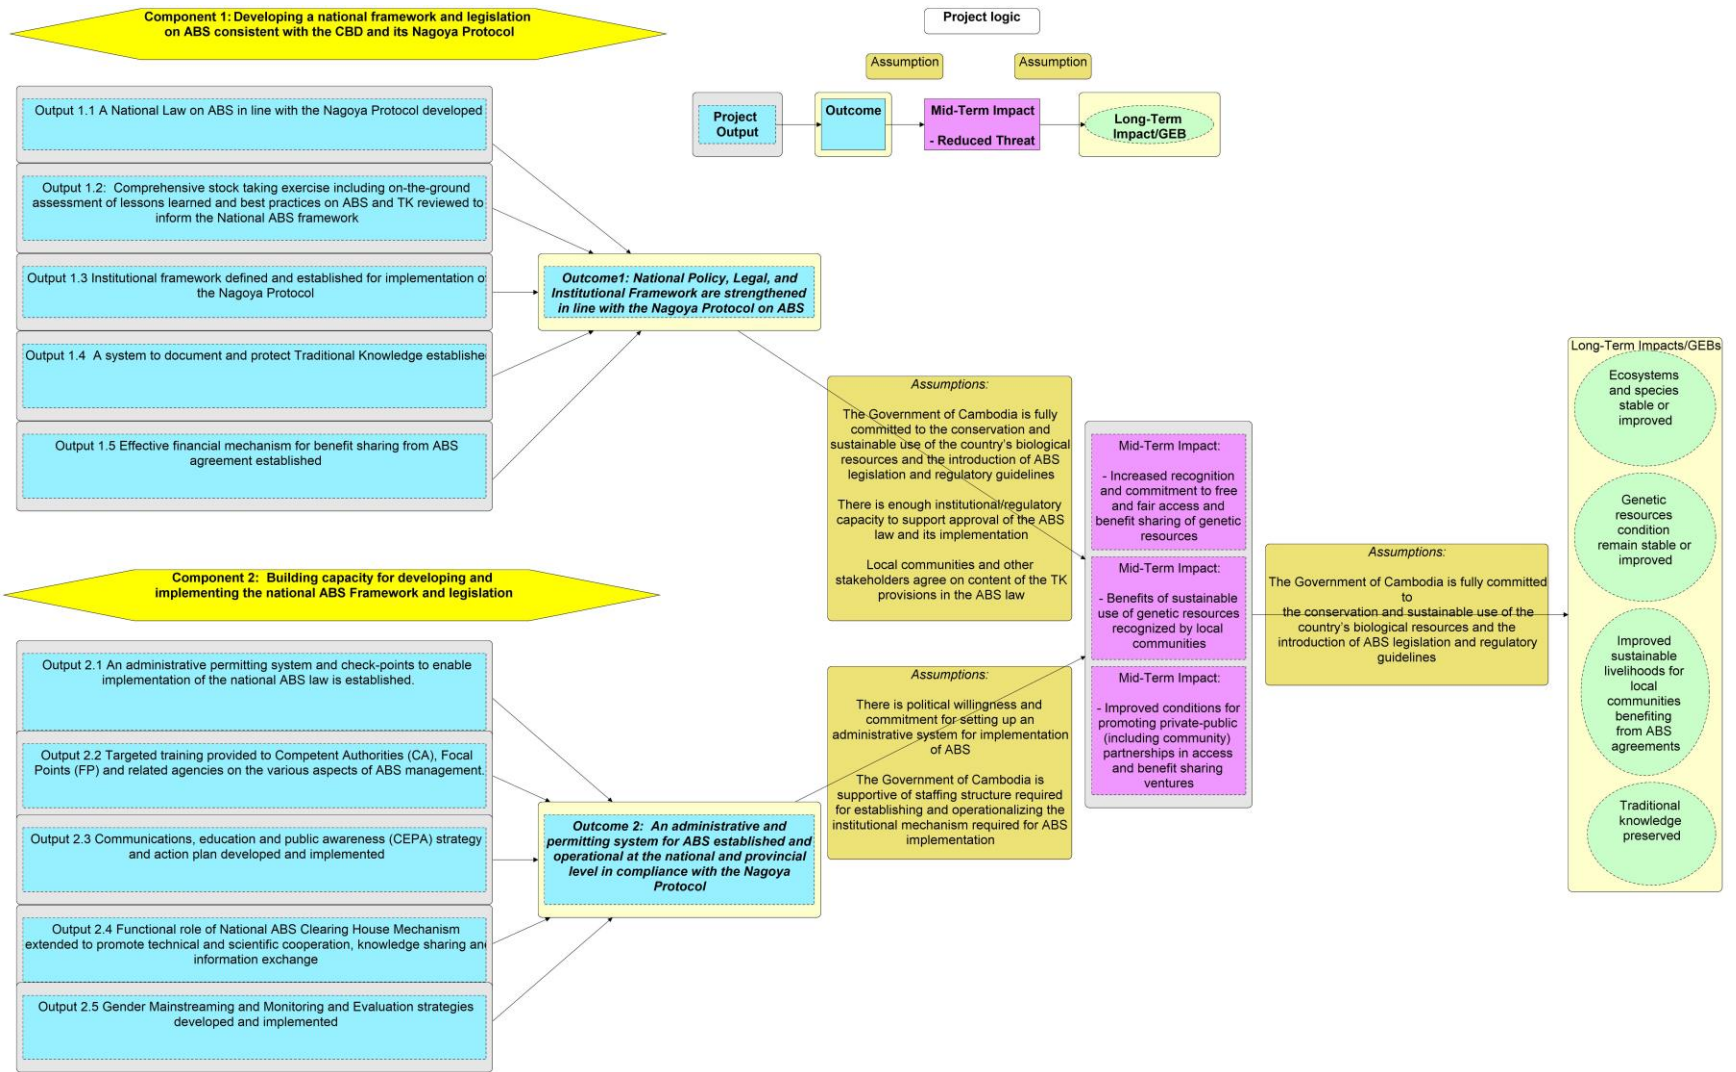 Component 1: Developing a national framework and legislation
on ABS consistent with the CBD and its Nagoya Protocol
Project logic
Assumption
Assumption
Project
Output
Outcome
Mid-Term Impact
- Reduced Threat
Long-Term
Impact/GEB
Output 1.1 A National Law on ABS in line with the Nagoya Protocol developed
Output 1.2: Comprehensive stock taking exercise including on-the-ground
assessment of lessons learned and best practices on ABS and TK reviewed to
inform the National ABS framework
Output 1.3 Institutional framework defined and established for implementation of
the Nagoya Protocol
Output 1.4 A system to document and protect Traditional Knowledge established
Output 1.5 Effective financial mechanism for benefit sharing from ABS
agreement established
Outcome1: National Policy, Legal, and
Institutional Framework are strengthened
in line with the Nagoya Protocol on ABS
Assumptions:
The Government of Cambodia is fully
committed to the conservation and
sustainable use of the country's biological
resources and the introduction of ABS
legislation and regulatory guidelines
There is enough institutional/regulatory
capacity to support approval of the ABS
law and its implementation
Local communities and other
stakeholders agree on content of the TK
provisions in the ABS law
Component 2: Building capacity for developing and
implementing the national ABS Framework and legislation
Output 2.1 An administrative permitting system and check-points to enable
implementation of the national ABS law is established.
Output 2.2 Targeted training provided to Competent Authorities (CA), Focal
Points (FP) and related agencies on the various aspects of ABS management.
Output 2.3 Communications, education and public awareness (CEPA) strategy
and action plan developed and implemented
Output 2.4 Functional role of National ABS Clearing House Mechanism
extended to promote technical and scientific cooperation, knowledge sharing and
information exchange
Output 2.5 Gender Mainstreaming and Monitoring and Evaluation strategies
developed and implemented
Outcome 2: An administrative and
permitting system for ABS established and
operational at the national and provincial
level in compliance with the Nagoya
Protocol
Assumptions:
There is political willingness and
commitment for setting up an
administrative system for implementation
of ABS
The Government of Cambodia is
supportive of staffing structure required
for establishing and operationalizing the
institutional mechanism required for ABS
implementation
Mid-Term Impact:
- Increased recognition
and commitment to free
and fair access and
benefit sharing of genetic
resources
Mid-Term Impact:
- Benefits of sustainable
use of genetic resources
recognized by local
communities
Mid-Term Impact:
- Improved conditions for
promoting private-public
(including community)
partnerships in access
and benefit sharing
ventures
Assumptions:
The Government of Cambodia is fully committed
to
the conservation and sustainable use of the
country's biological resources and the
introduction of ABS legislation and regulatory
guidelines
Long-Term Impacts/GEBs
Ecosystems
and species
stable or
improved
Genetic
resources
condition
remain stable or
improved
Improved
sustainable
livelihoods for
local
communities
benefiting
from ABS
agreements
Traditional
knowledge
preserved